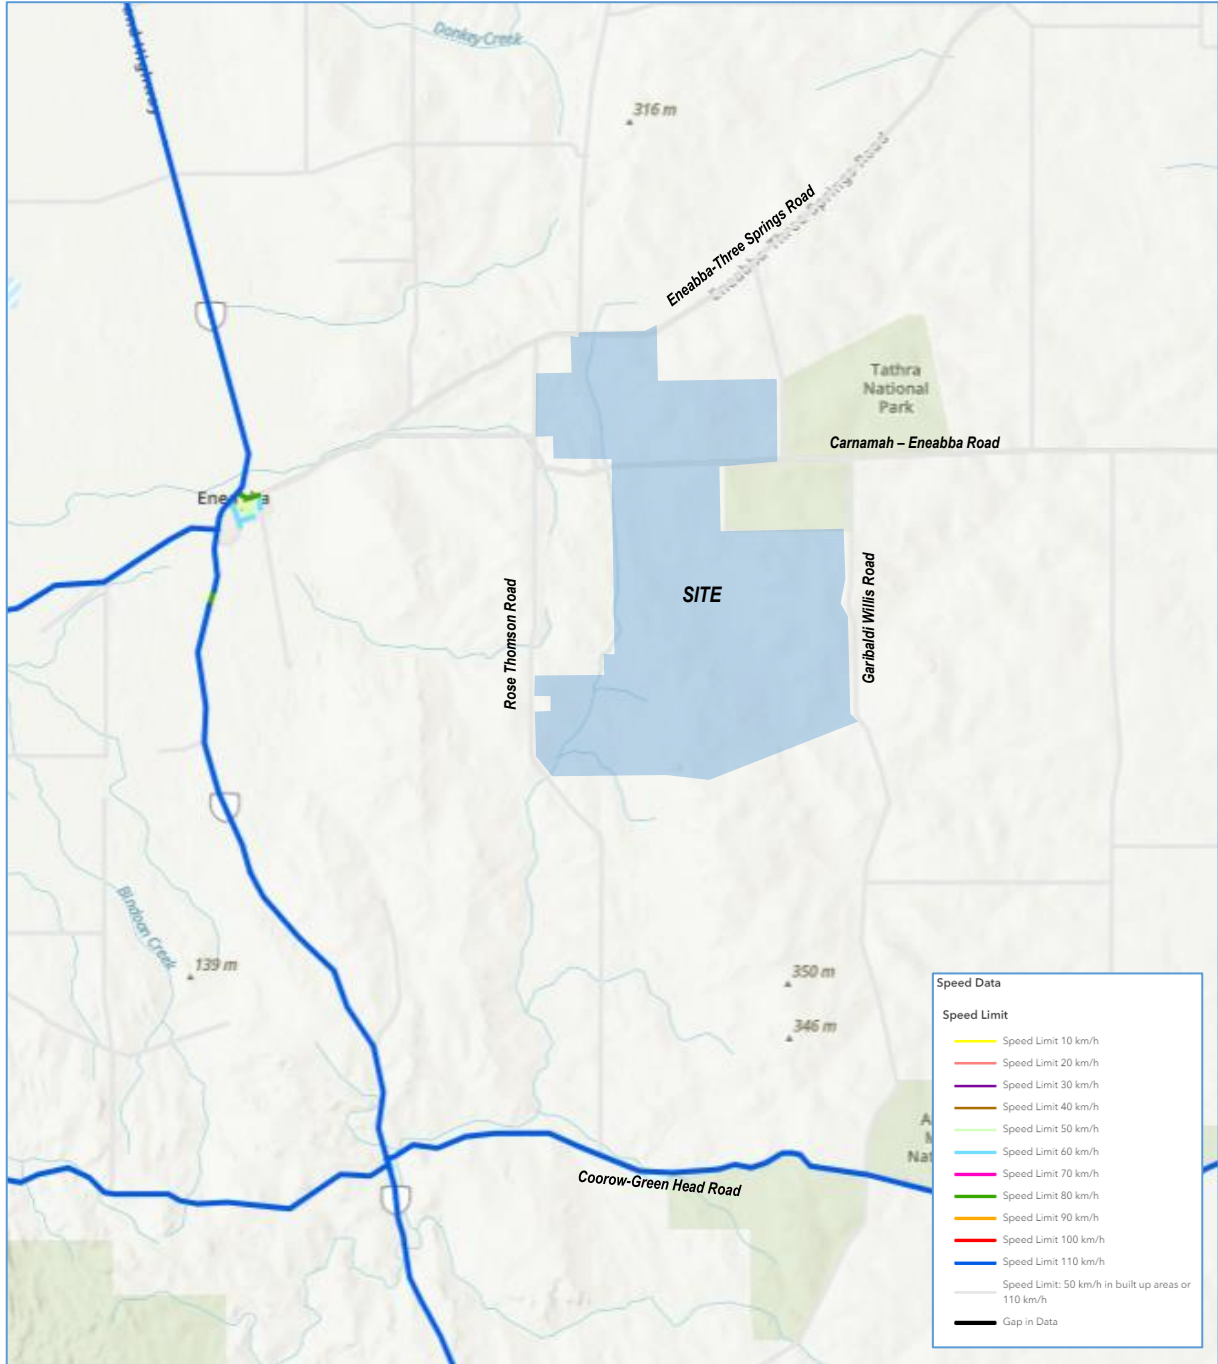 Donkey Creek
316 m
Eneabba-Three Springs Road
Eneabba-Three Springs Road
Tathra
National
Park
Carnamah – Eneabba Road
SITE
Rose Thomson Road
Garibaldi Willis Road
Bindoon Creek
139 m
350 m
346 m
Coorow-Green Head Road
Speed Data
Speed Limit
Speed Limit 10 km/h
Speed Limit 20 km/h
Speed Limit 30 km/h
Speed Limit 40 km/h
Speed Limit 50 km/h
Speed Limit 60 km/h
Speed Limit 70 km/h
Speed Limit 80 km/h
Speed Limit 90 km/h
Speed Limit 100 km/h
Speed Limit 110 km/h
Speed Limit: 50 km/h in built up areas or
110 km/h
Gap in Data